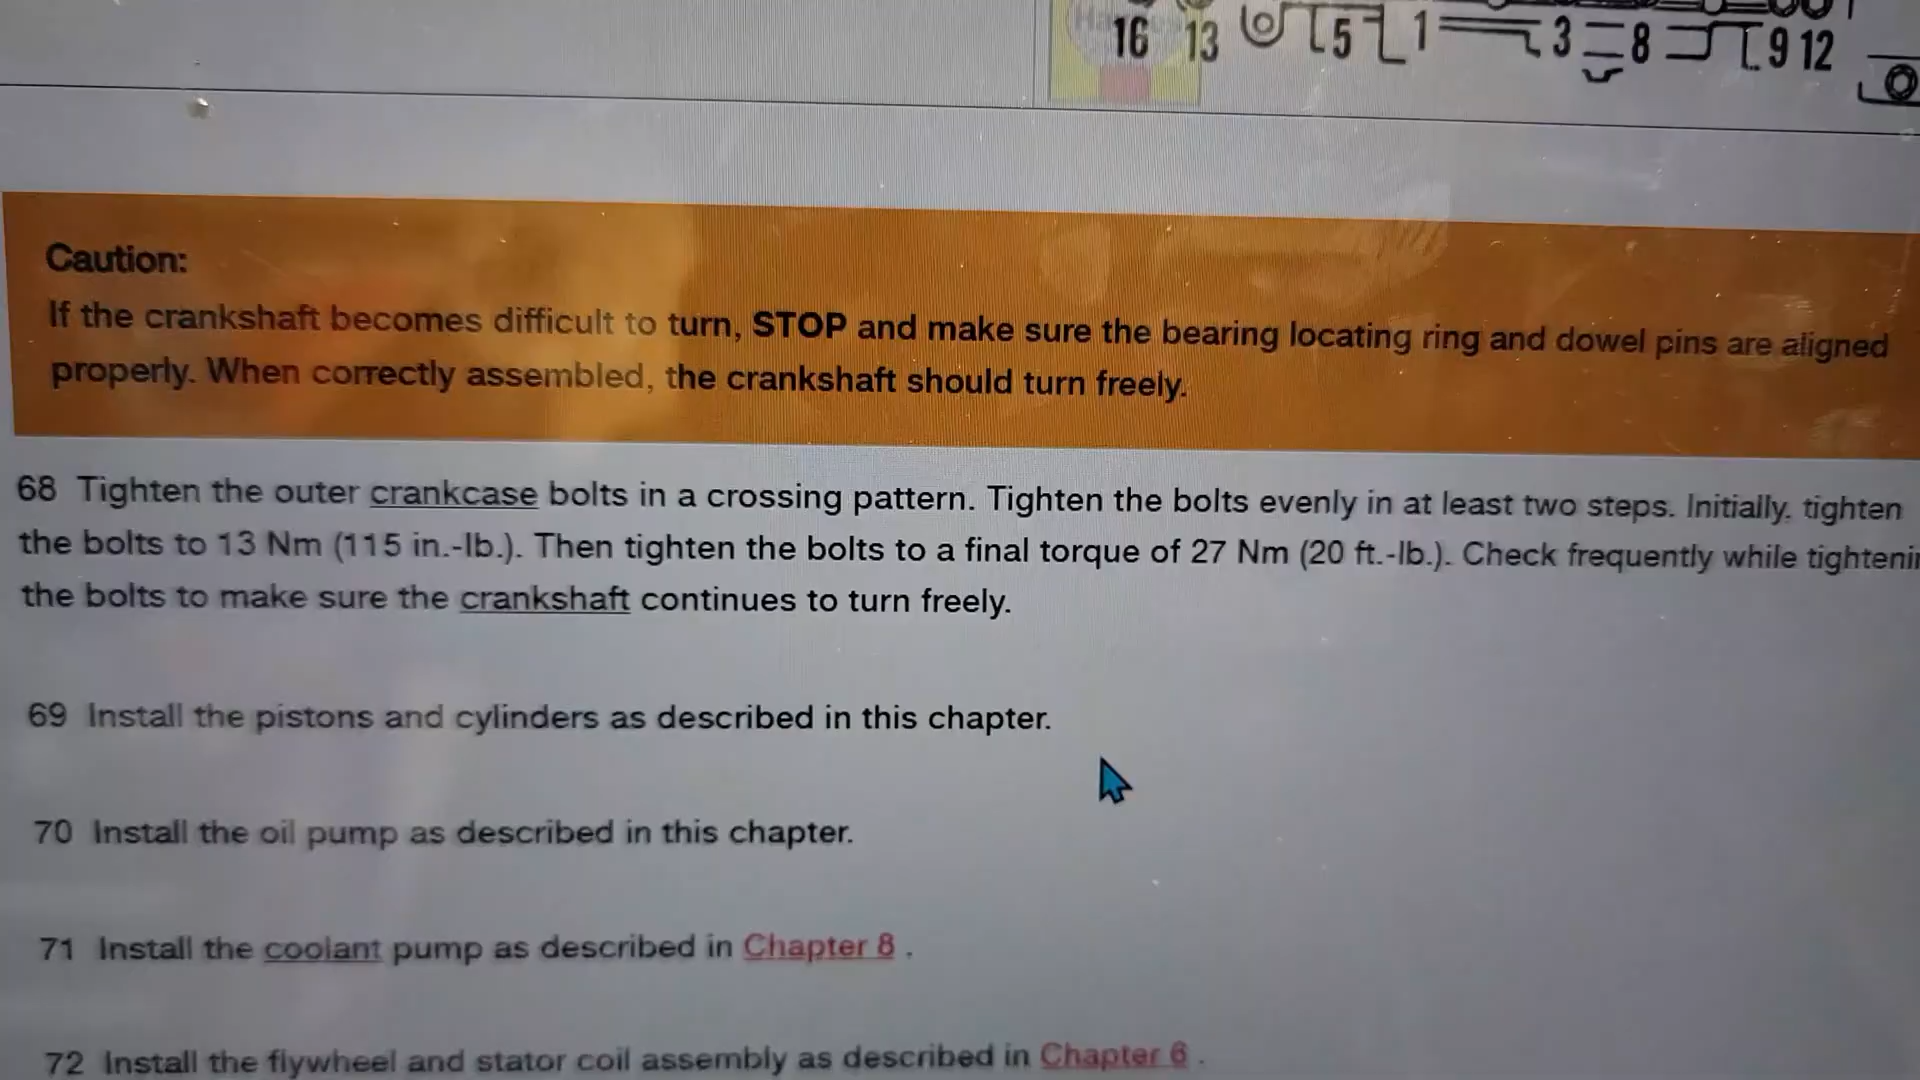 16 13 5 1 3 8 9 12
Caution:
If the crankshaft becomes difficult to turn, STOP and make sure the bearing locating ring and dowel pins are aligned
properly. When correctly assembled, the crankshaft should turn freely.
68 Tighten the outer crankcase bolts in a crossing pattern. Tighten the bolts evenly in at least two steps. Initially, tighten
the bolts to 13 Nm (115 in.-lb.). Then tighten the bolts to a final torque of 27 Nm (20 ft.-lb.). Check frequently while
the bolts to make sure the crankshaft continues to turn freely.
69 Install the pistons and cylinders as described in this chapter.
70 Install the oil pump as described in this chapter.
71 Install the coolant pump as described in Chapter 8 .
72 Install the flywheel and stator coil assembly as described in Chapter 6 .